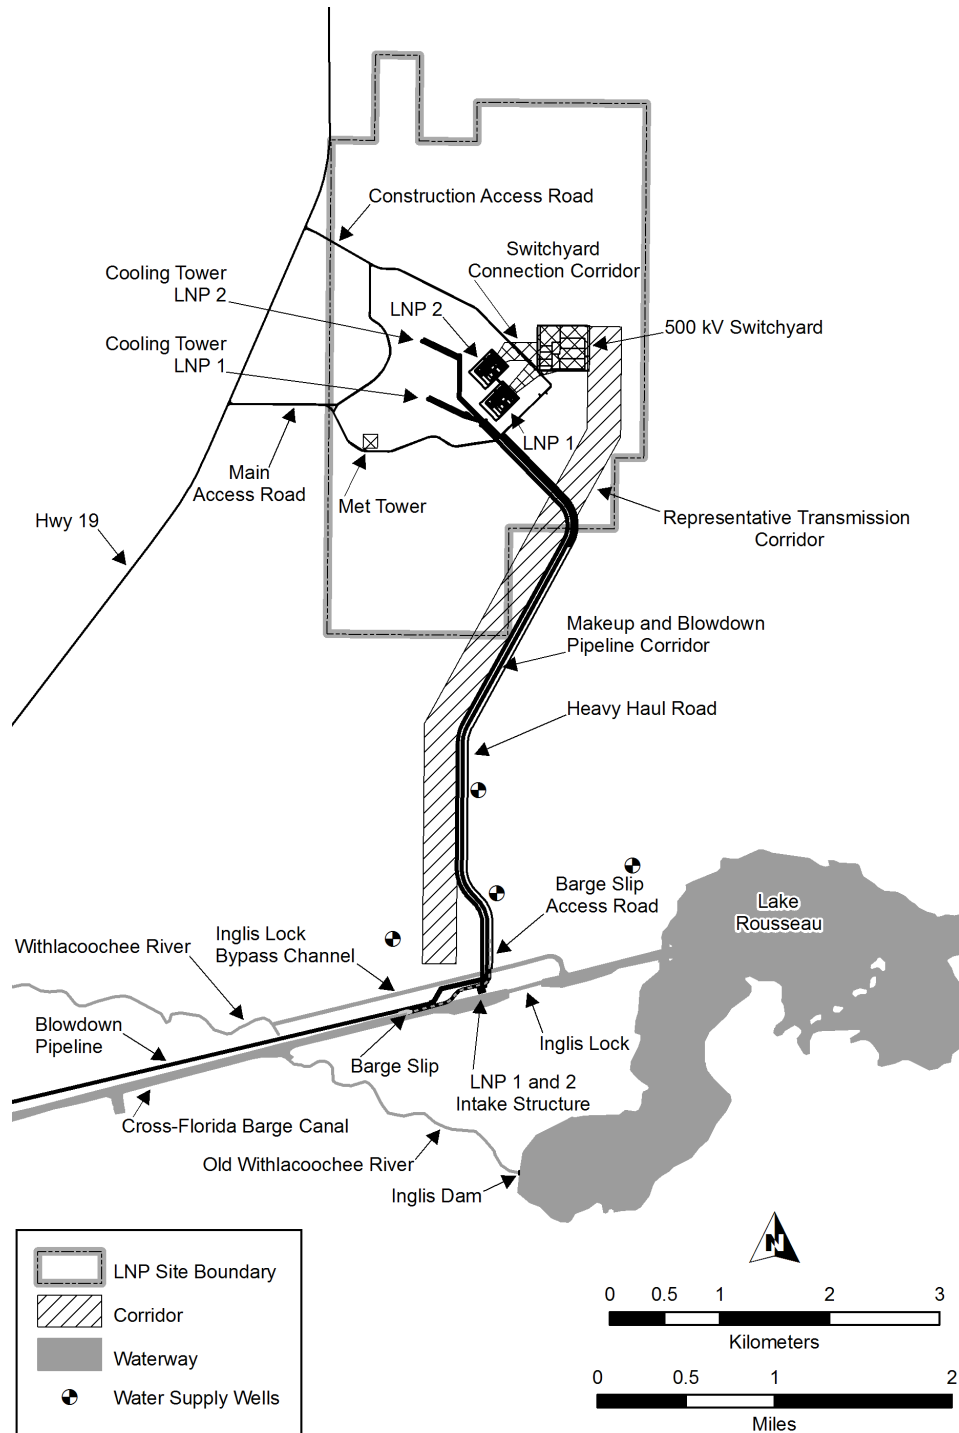 Construction Access Road
Switchyard
Connection Corridor
Cooling Tower
LNP 2
LNP 2
500 kV Switchyard
Cooling Tower
LNP 1
LNP 1
Main
Access Road
Met Tower
Hwy 19
Representative Transmission
Corridor
Makeup and Blowdown
Pipeline Corridor
Heavy Haul Road
Barge Slip
Access Road
Lake
Rousseau
Withlacoochee River
Inglis Lock
Bypass Channel
Blowdown
Pipeline
Barge Slip
Inglis Lock
LNP 1 and 2
Intake Structure
Cross-Florida Barge Canal
Old Withlacoochee River
Inglis Dam
N
LNP Site Boundary
Corridor
Waterway
Water Supply Wells
0 0.5 1 2 3
Kilometers
0 0.5 1 2
Miles